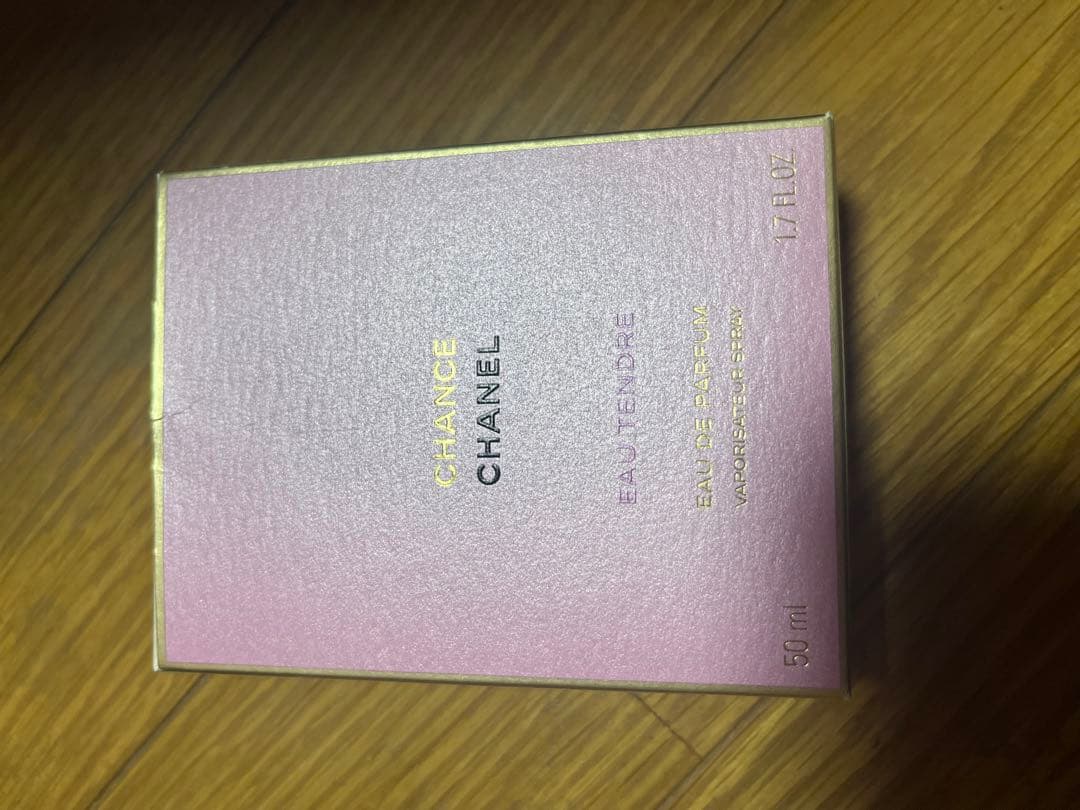 CHANCE
CHANEL
EAU TENDRE
EAU DE PARFUM
VAPORISATEUR SPRAY
50 ml 1.7 FL.OZ.